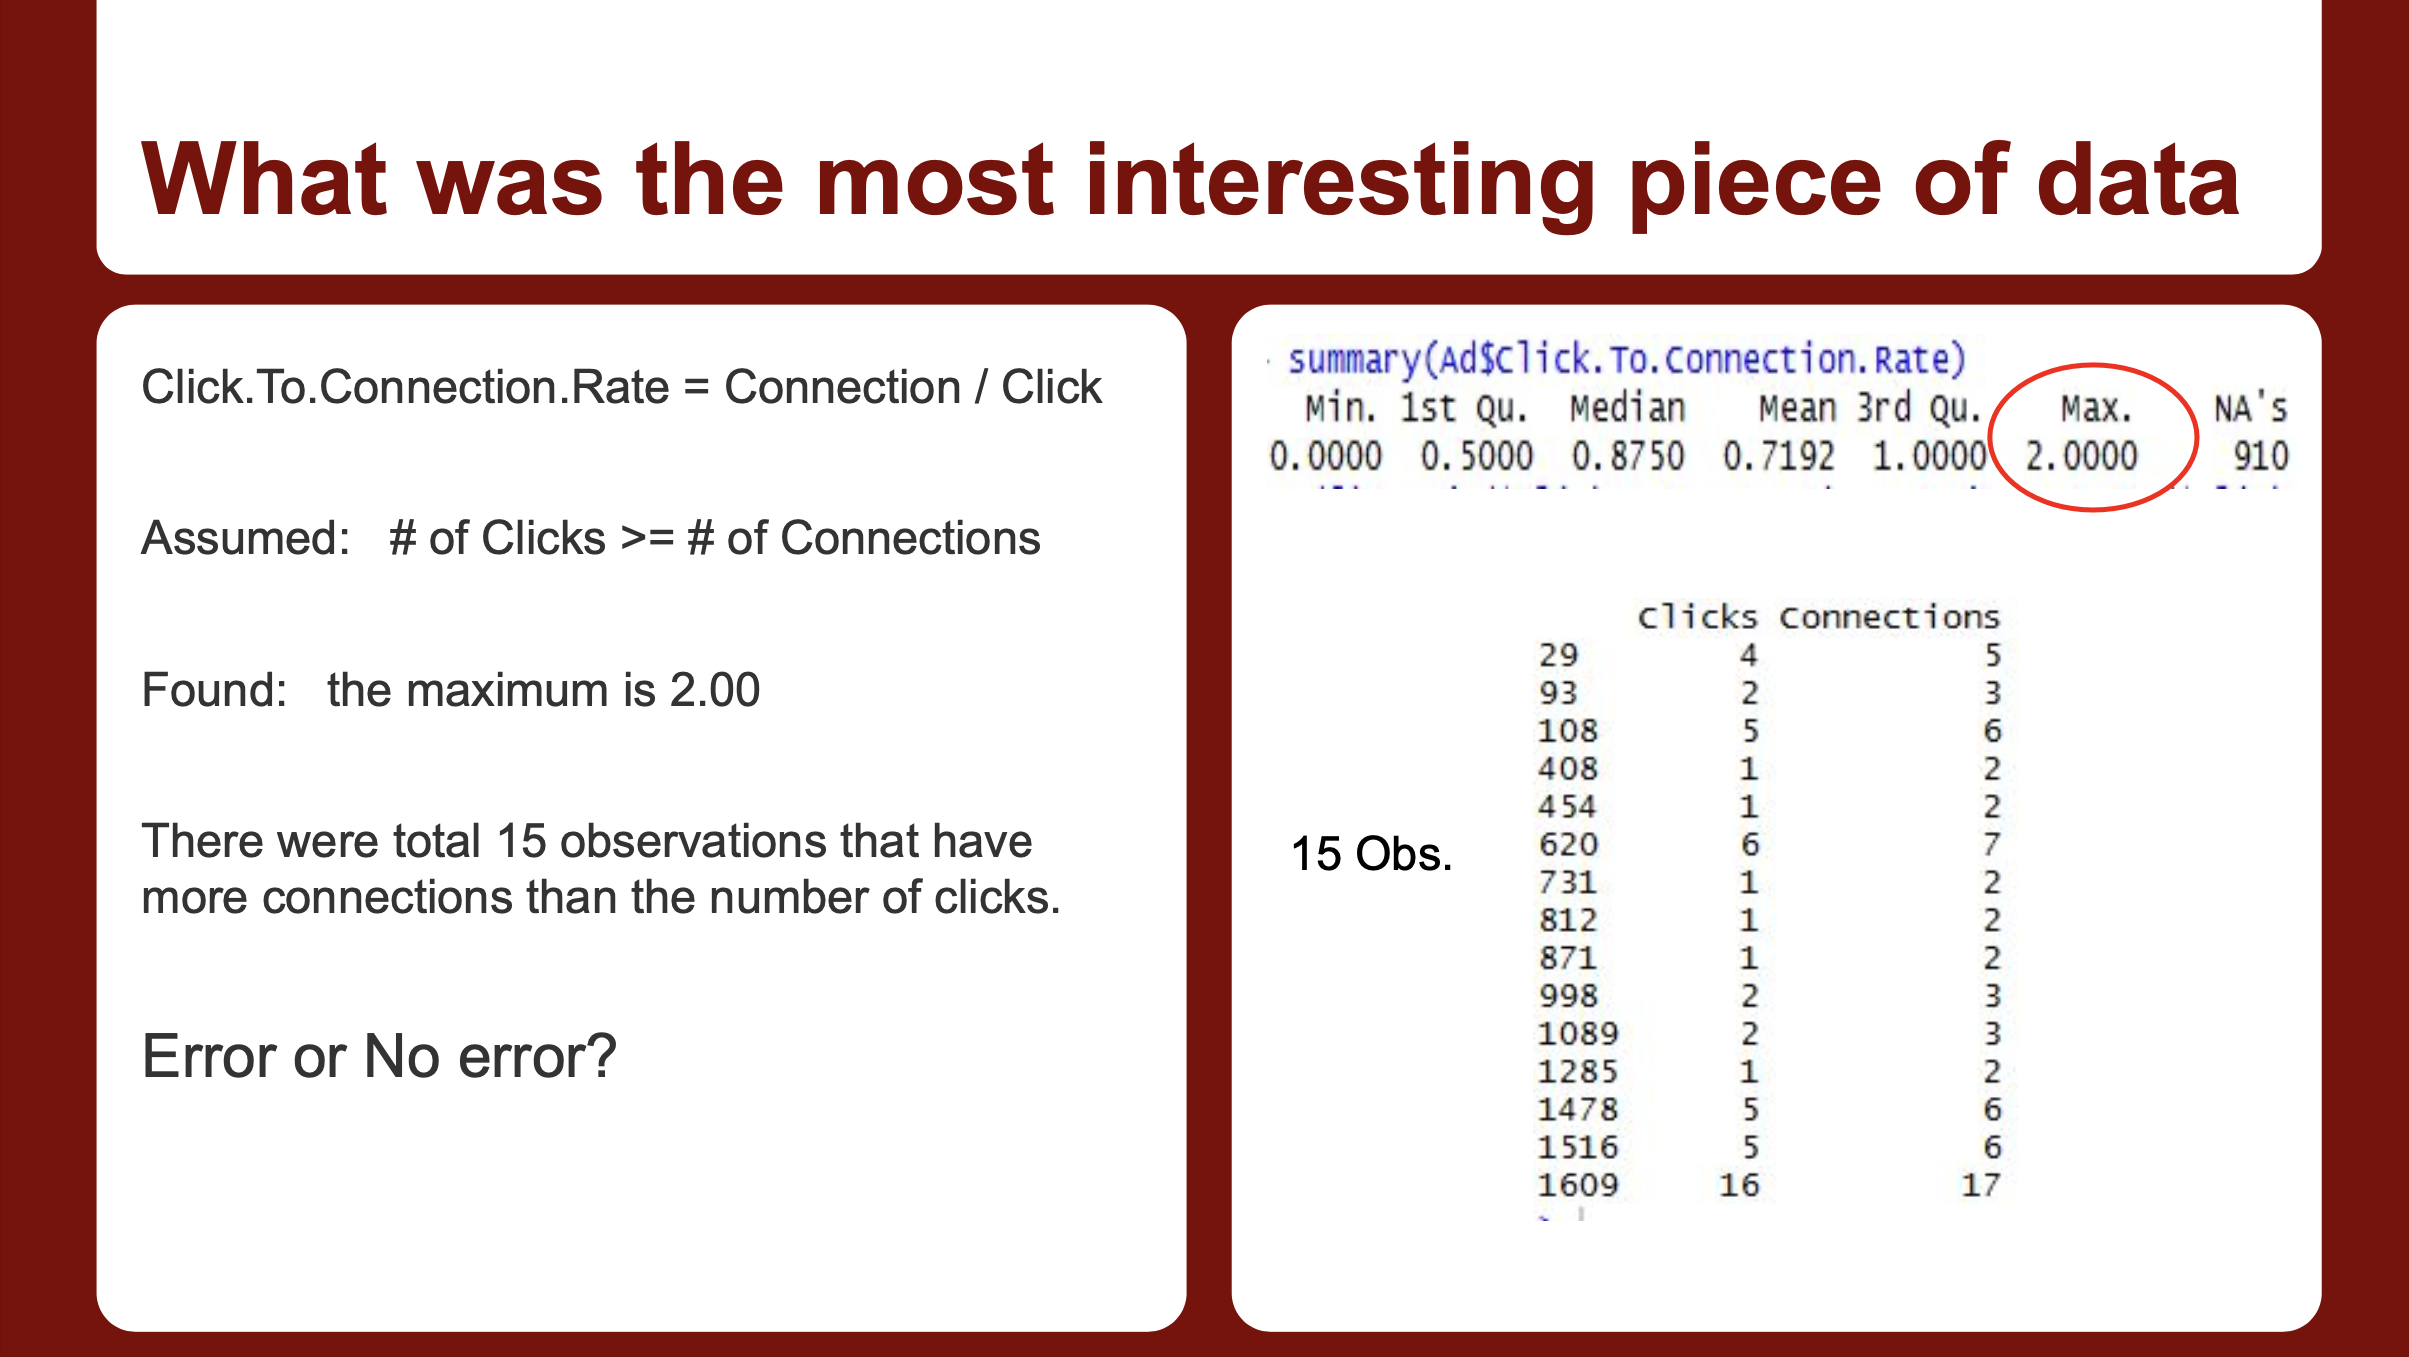 What was the most interesting piece of data
Click.To.Connection.Rate = Connection / Click
Assumed: # of Clicks >= # of Connections
Found: the maximum is 2.00
There were total 15 observations that have
more connections than the number of clicks.
Error or No error?
summary(Ad$Click.To.Connection.Rate)
Min. 1st Qu. Median Mean 3rd Qu. Max. NA's
0.0000 0.5000 0.8750 0.7192 1.0000 2.0000 910
15 Obs.
Clicks Connections
29 4 5
93 2 3
108 5 6
408 1 2
454 1 2
620 6 7
731 1 2
812 1 2
871 1 2
998 2 3
1089 2 3
1285 1 2
1478 5 6
1516 5 6
1609 16 17